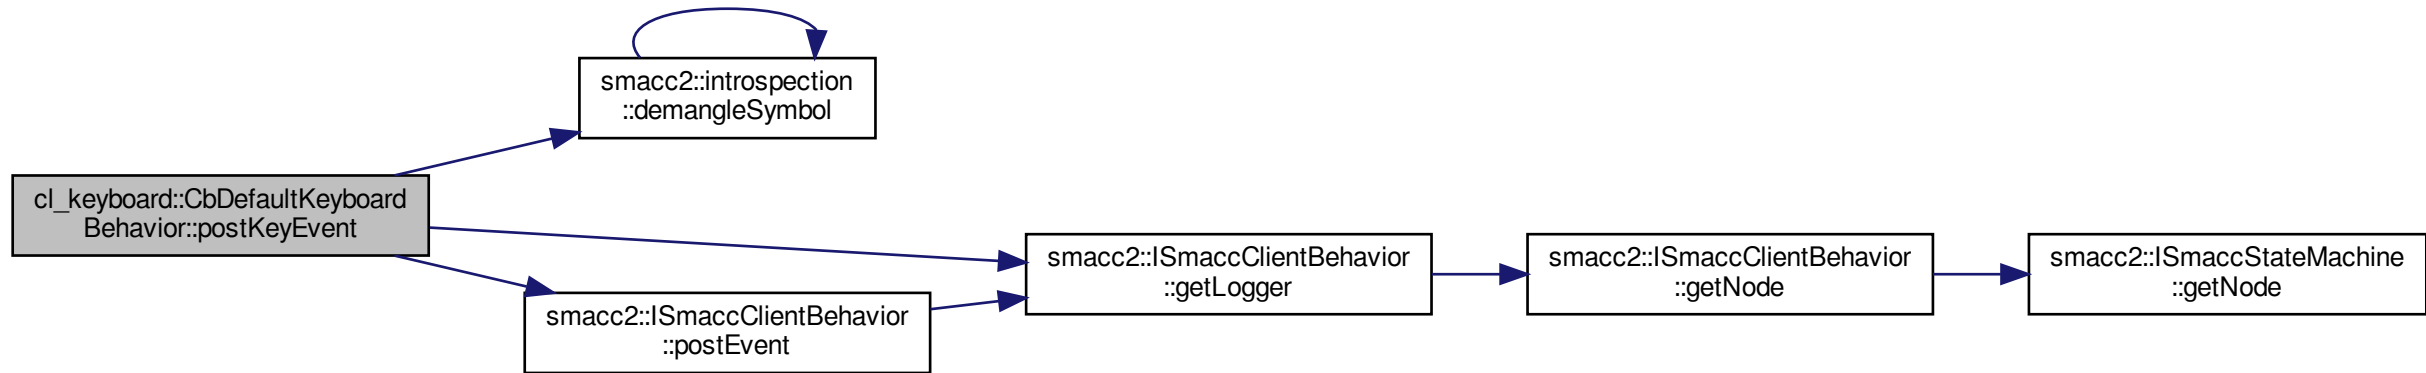 smacc2::introspection
::demangleSymbol
cl_keyboard::CbDefaultKeyboard
Behavior::postKeyEvent
smacc2::ISmaccClientBehavior
::getLogger
smacc2::ISmaccClientBehavior
::getNode
smacc2::ISmaccStateMachine
::getNode
smacc2::ISmaccClientBehavior
::postEvent